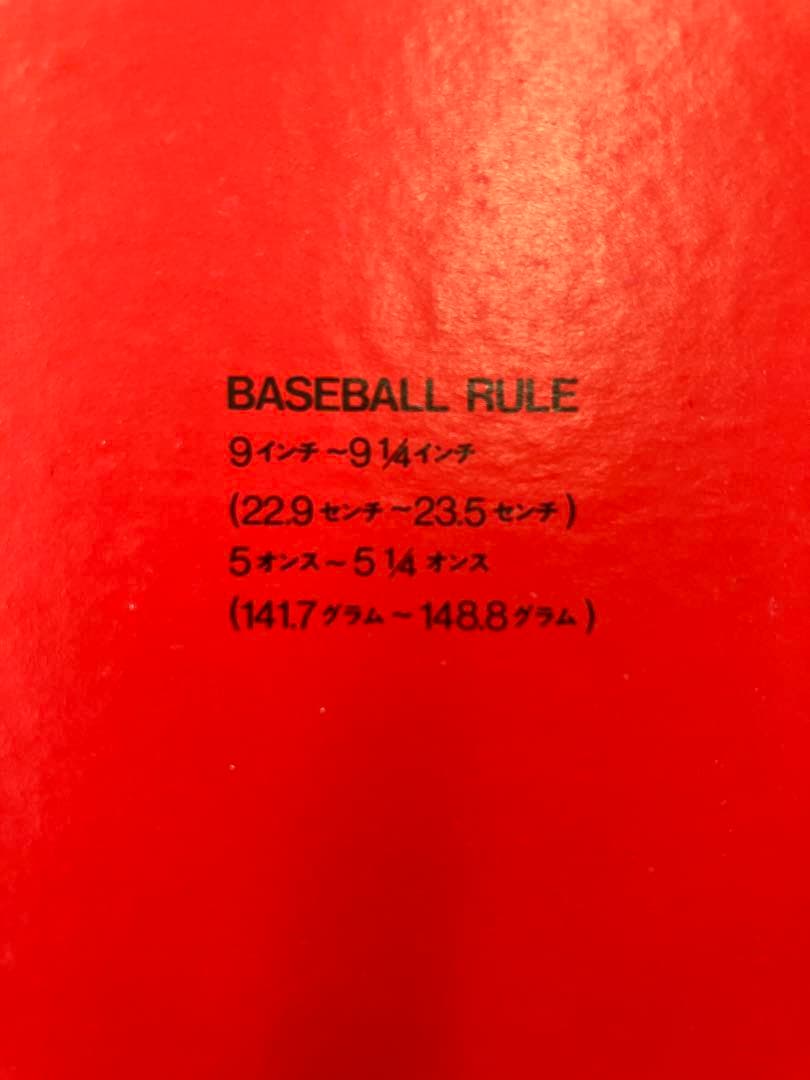 BASEBALL RULE
9インチ〜9 1/4インチ
(22.9センチ〜23.5センチ)
5オンス〜5 1/4オンス
(141.7グラム〜148.8グラム)